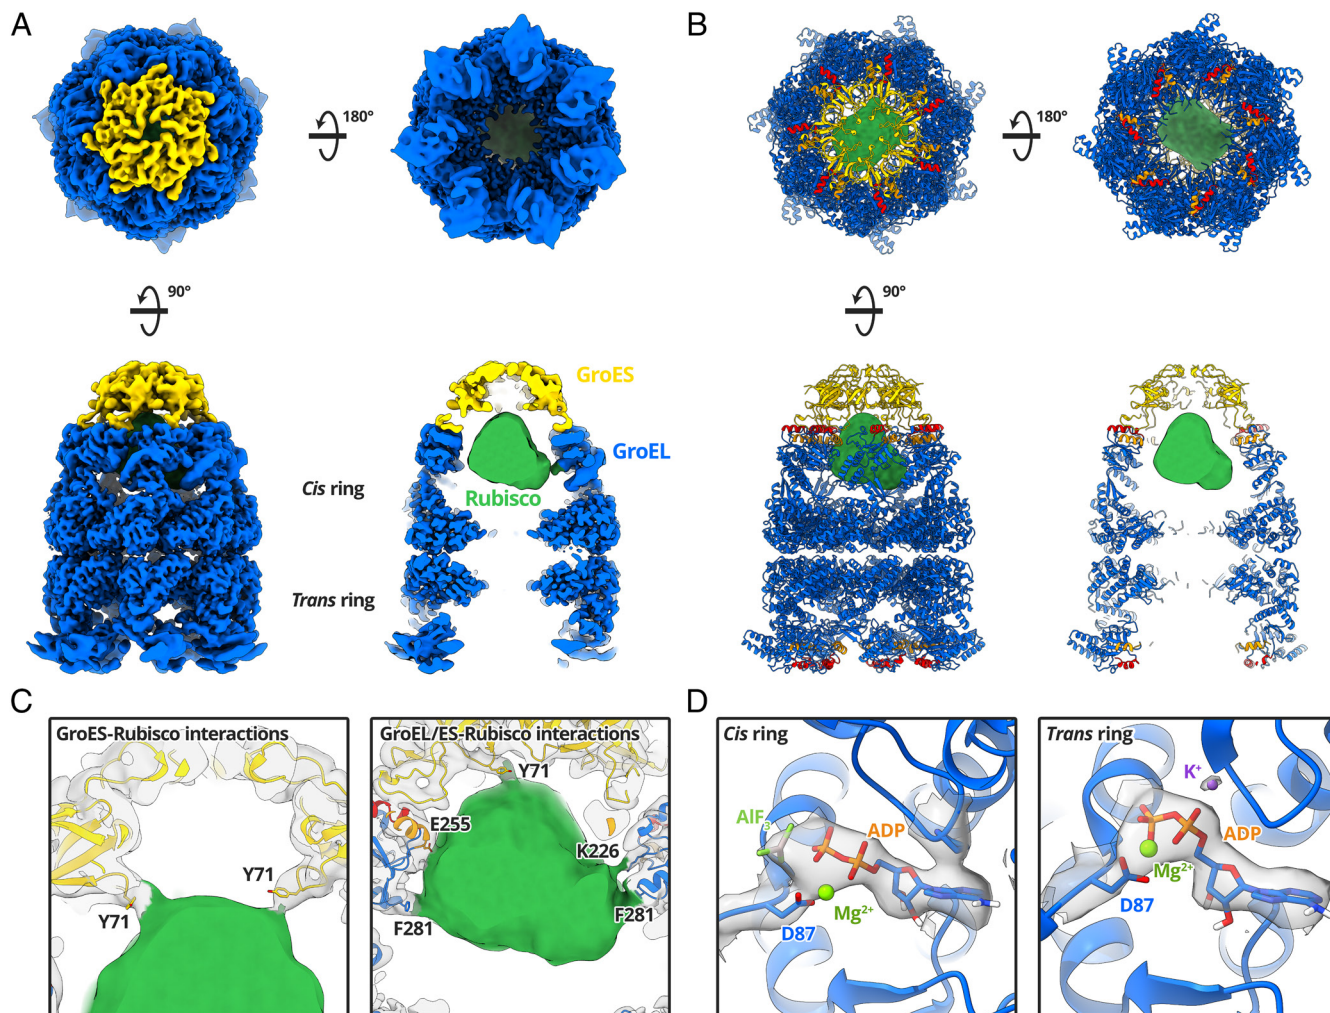 A
180°
90°
GroES
GroEL
Rubisco
Cis ring
Trans ring
B
180°
90°
C
GroES-Rubisco interactions
Y71
Y71
GroEL/ES-Rubisco interactions
Y71
E255
K226
F281
F281
D
Cis ring
AlF₃
ADP
Mg²⁺
D87
Trans ring
K⁺
ADP
Mg²⁺
D87